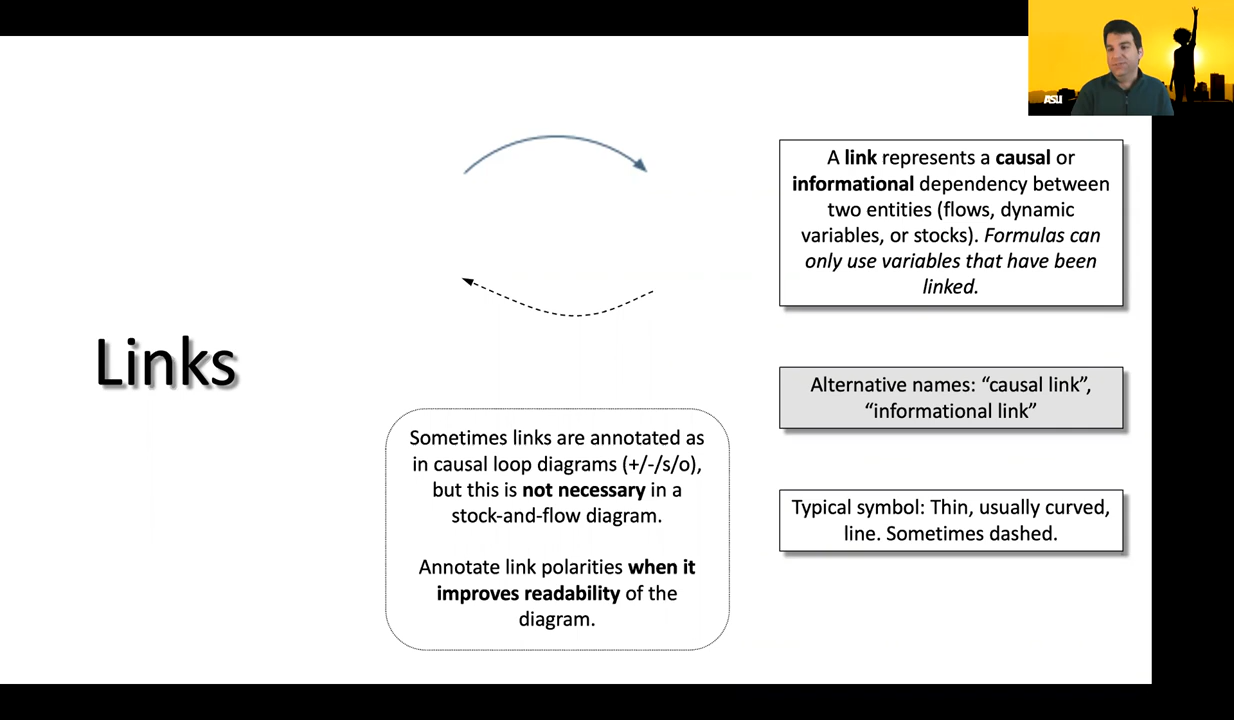 ASU
A link represents a causal or
informational dependency between
two entities (flows, dynamic
variables, or stocks). Formulas can
only use variables that have been
linked.
Links
Alternative names: “causal link”,
“informational link”
Sometimes links are annotated as
in causal loop diagrams (+/-/s/o),
but this is not necessary in a
stock-and-flow diagram.
Annotate link polarities when it
improves readability of the
diagram.
Typical symbol: Thin, usually curved,
line. Sometimes dashed.